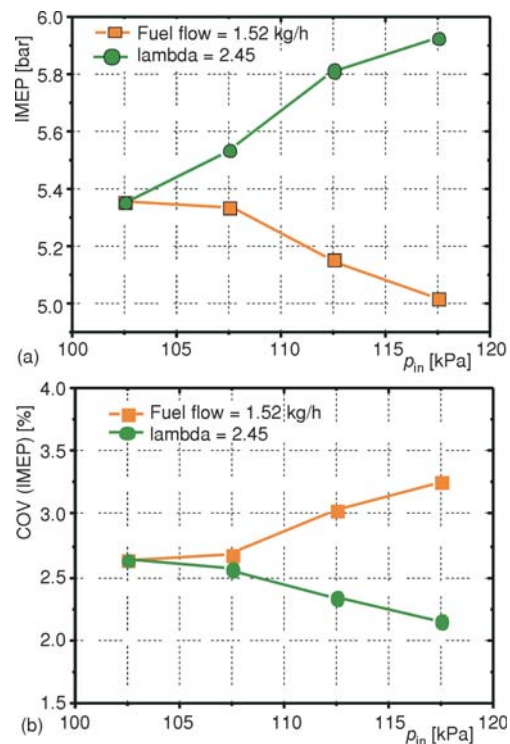 6.0
5.8
5.6
5.4
5.2
5.0
IMEP [bar]
Fuel flow = 1.52 kg/h
lambda = 2.45
100 105 110 115 120
(a)
p_in [kPa]
4.0
3.5
3.0
2.5
2.0
1.5
COV (IMEP) [%]
Fuel flow = 1.52 kg/h
lambda = 2.45
100 105 110 115 120
(b)
p_in [kPa]